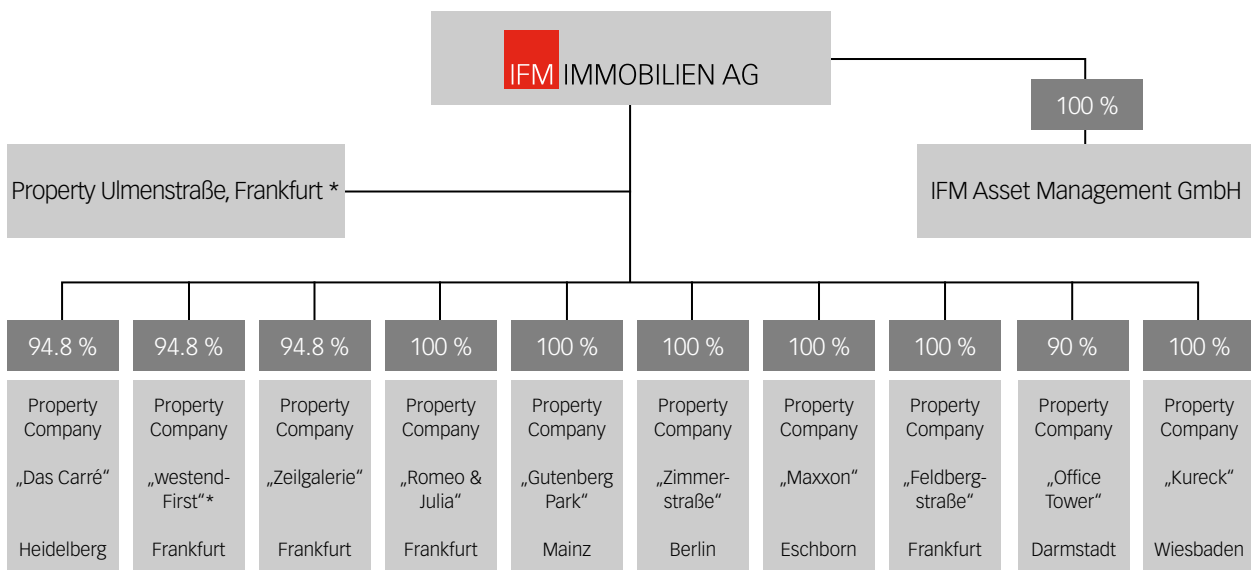 IFM IMMOBILIEN AG
100 %
Property Ulmenstraße, Frankfurt *
IFM Asset Management GmbH
94.8 %
94.8 %
94.8 %
100 %
100 %
100 %
100 %
100 %
90 %
100 %
Property
Company
„Das Carré“
Heidelberg
Property
Company
„westend-
First“*
Frankfurt
Property
Company
„Zeilgalerie“
Frankfurt
Property
Company
„Romeo &
Julia“
Frankfurt
Property
Company
„Gutenberg
Park“
Mainz
Property
Company
„Zimmer-
straße“
Berlin
Property
Company
„Maxxon“
Eschborn
Property
Company
„Feldberg-
straße“
Frankfurt
Property
Company
„Office
Tower“
Darmstadt
Property
Company
„Kureck“
Wiesbaden